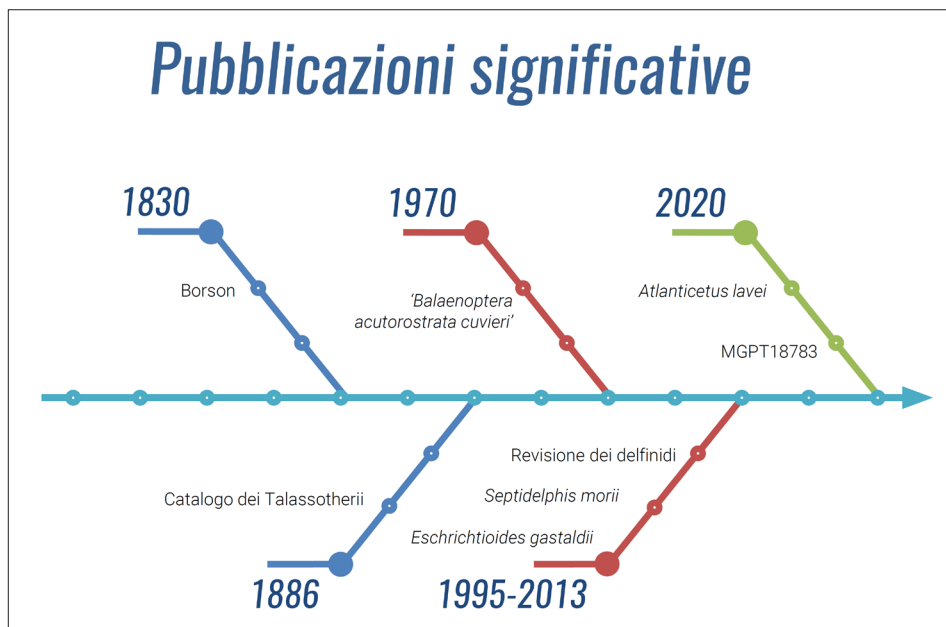 Pubblicazioni significative
1830
Borson
1970
‘Balaenoptera
acutorostrata cuvieri’
2020
Atlanticetus lavei
MGPT18783
Catalogo dei Talassotherii
1886
Revisione dei delfinidi
Septidelphis morii
Eschrichtioides gastaldii
1995-2013